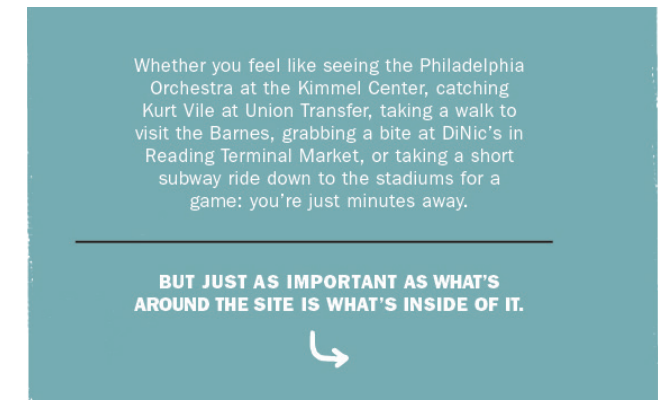 Whether you feel like seeing the Philadelphia
Orchestra at the Kimmel Center, catching
Kurt Vile at Union Transfer, taking a walk to
visit the Barnes, grabbing a bite at DiNic’s in
Reading Terminal Market, or taking a short
subway ride down to the stadiums for a
game: you’re just minutes away.
BUT JUST AS IMPORTANT AS WHAT’S
AROUND THE SITE IS WHAT’S INSIDE OF IT.